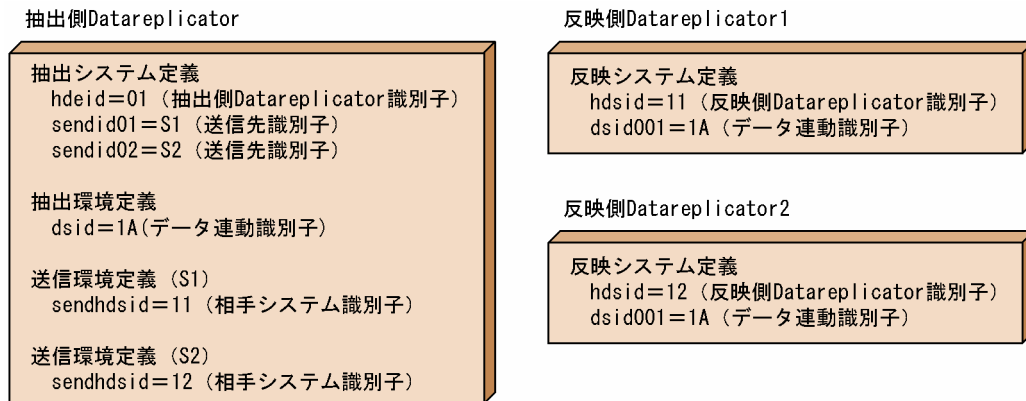 抽出側Datareplicator
抽出システム定義
hdeid=01（抽出側Datareplicator識別子）
sendid01=S1（送信先識別子）
sendid02=S2（送信先識別子）
抽出環境定義
dsid=1A(データ連動識別子）
送信環境定義（S1）
sendhdsid=11（相手システム識別子）
送信環境定義（S2）
sendhdsid=12（相手システム識別子）
反映側Datareplicator1
反映システム定義
hdsid=11（反映側Datareplicator識別子）
dsid001=1A（データ連動識別子）
反映側Datareplicator2
反映システム定義
hdsid=12（反映側Datareplicator識別子）
dsid001=1A（データ連動識別子）